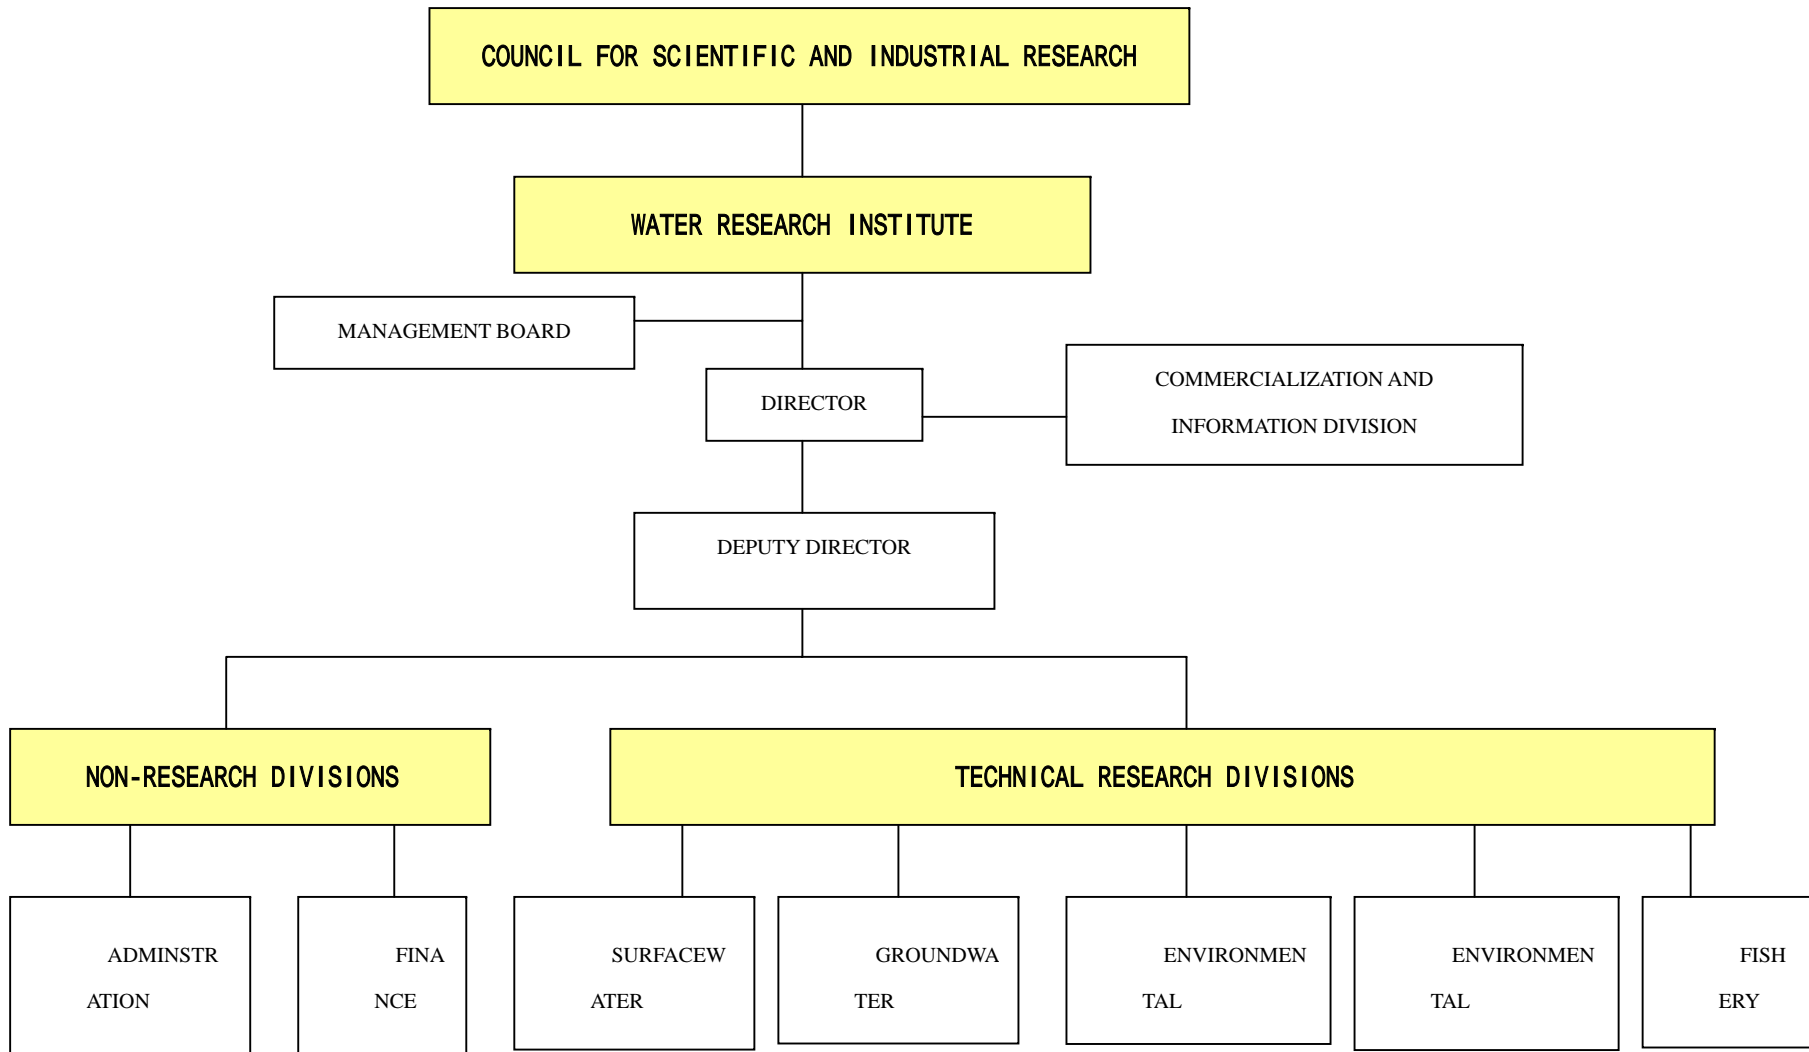 COUNCIL FOR SCIENTIFIC AND INDUSTRIAL RESEARCH
WATER RESEARCH INSTITUTE
MANAGEMENT BOARD
DIRECTOR
COMMERCIALIZATION AND
INFORMATION DIVISION
DEPUTY DIRECTOR
NON-RESEARCH DIVISIONS
TECHNICAL RESEARCH DIVISIONS
ADMINSTR
ATION
FINA
NCE
SURFACEW
ATER
GROUNDWA
TER
ENVIRONMEN
TAL
ENVIRONMEN
TAL
FISH
ERY